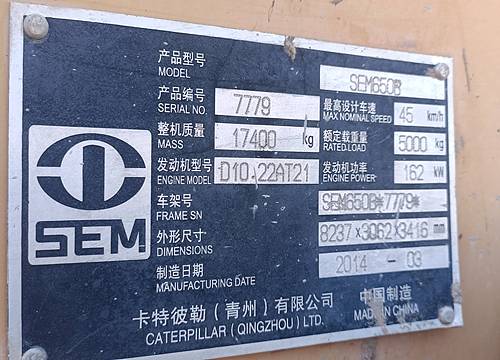 产品型号 SEM650B
MODEL
产品编号 7779 最高设计车速 45 km/h
SERIAL NO. MAX NOMINAL SPEED
整机质量 17400 kg 额定载重量 5000 kg
MASS RATED LOAD
发动机型号 D10.22AT21 发动机功率 162 kW
ENGINE MODEL ENGINE POWER
车架号 SEM650B*7779*
FRAME SN
外形尺寸 8237×3062×3416 mm
DIMENSIONS
制造日期 2014 - 03
MANUFACTURING DATE
SEM
卡特彼勒（青州）有限公司 中国制造
CATERPILLAR (QINGZHOU) LTD. MADE IN CHINA